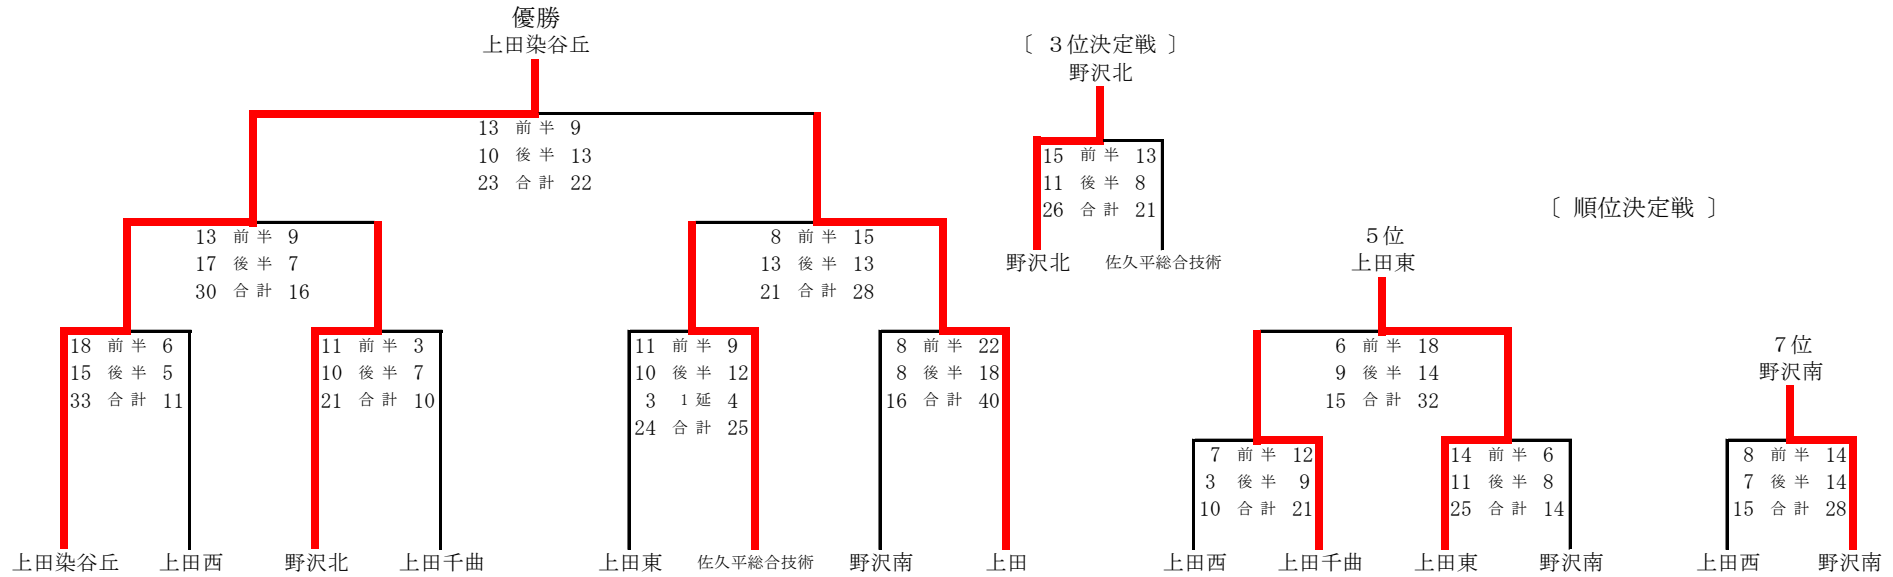 優勝
上田染谷丘
13 前半 9
10 後半 13
23 合計 22
13 前半 9
17 後半 7
30 合計 16
8 前半 15
13 後半 13
21 合計 28
18 前半 6
15 後半 5
33 合計 11
11 前半 3
10 後半 7
21 合計 10
11 前半 9
10 後半 12
3 1延 4
24 合計 25
8 前半 22
8 後半 18
16 合計 40
上田染谷丘 上田西 野沢北 上田千曲 上田東 佐久平総合技術 野沢南 上田
〔 3位決定戦 〕
野沢北
15 前半 13
11 後半 8
26 合計 21
野沢北 佐久平総合技術
〔 順位決定戦 〕
5位
上田東
6 前半 18
9 後半 14
15 合計 32
7 前半 12
3 後半 9
10 合計 21
14 前半 6
11 後半 8
25 合計 14
上田西 上田千曲 上田東 野沢南
7位
野沢南
8 前半 14
7 後半 14
15 合計 28
上田西 野沢南